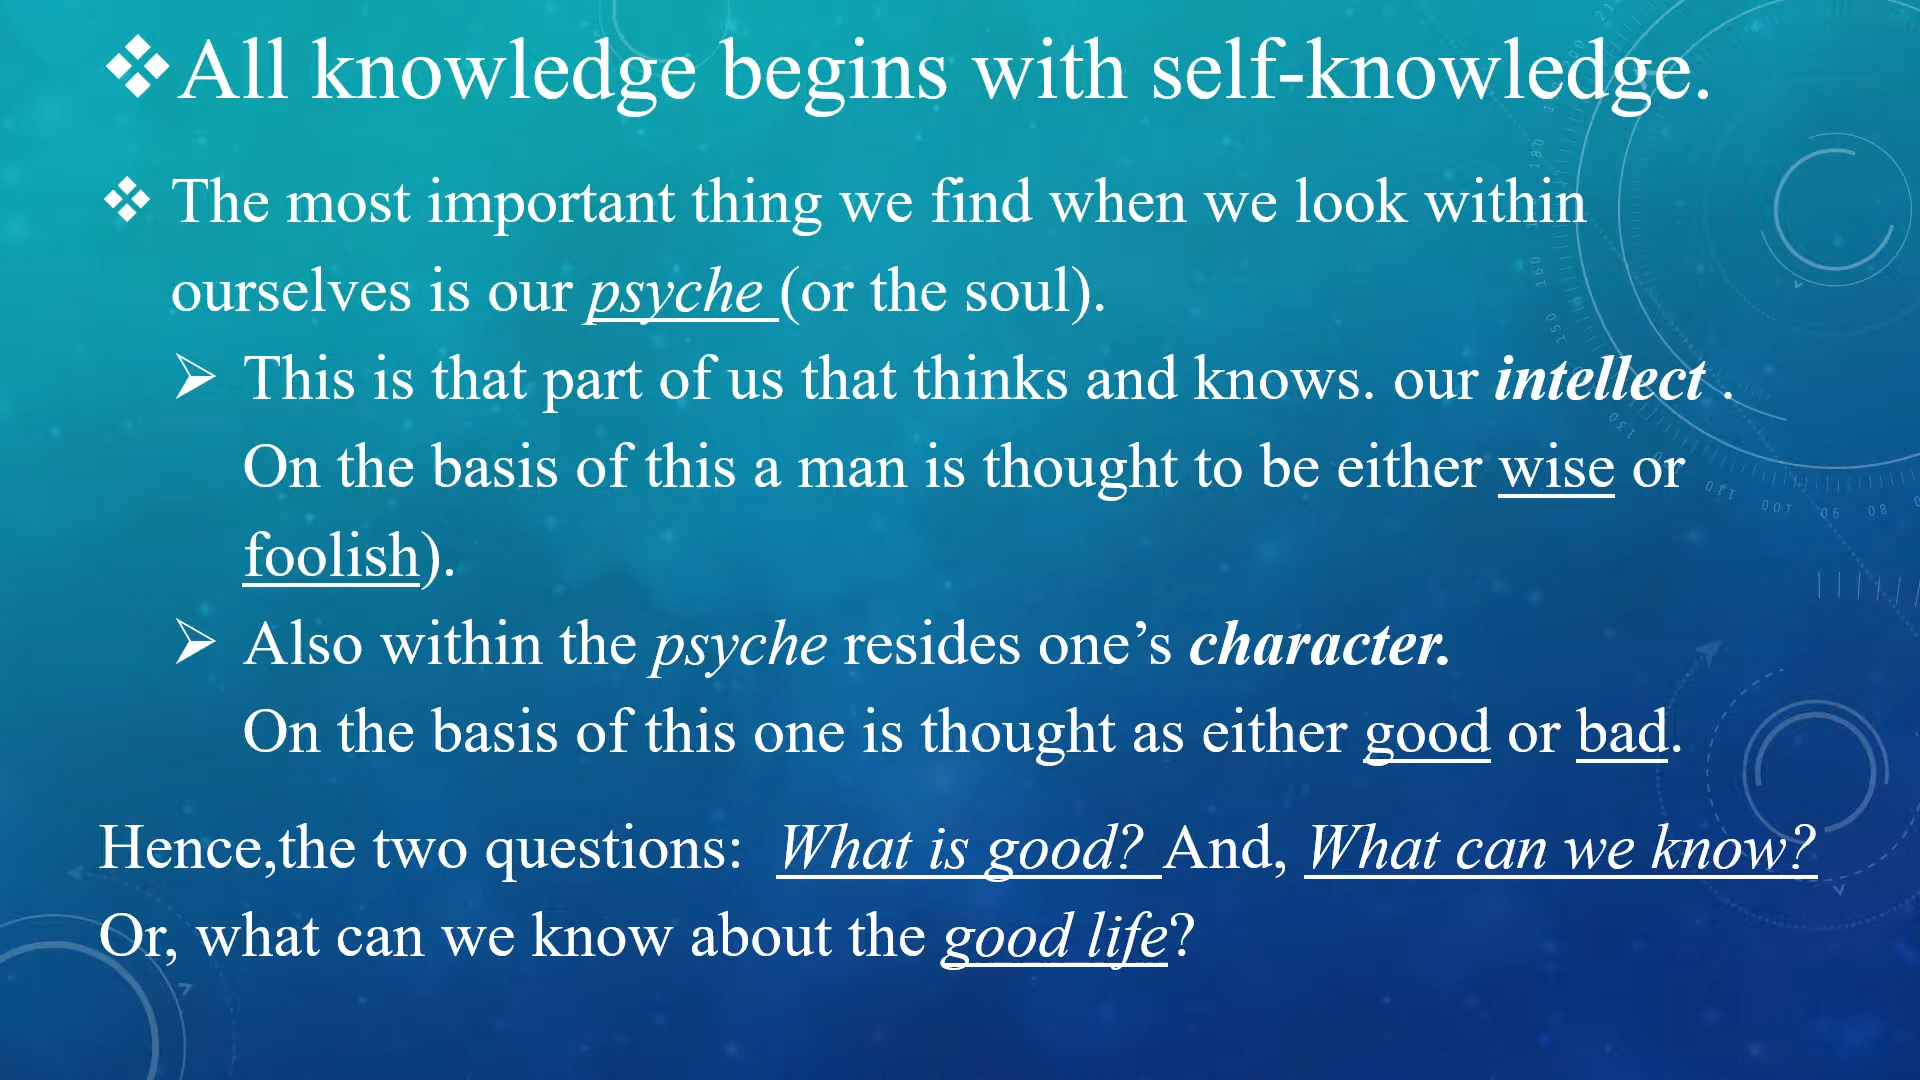 ❖All knowledge begins with self-knowledge.
❖ The most important thing we find when we look within
ourselves is our psyche (or the soul).
➢ This is that part of us that thinks and knows. our intellect .
On the basis of this a man is thought to be either wise or
foolish).
➢ Also within the psyche resides one’s character.
On the basis of this one is thought as either good or bad.
Hence,the two questions: What is good? And, What can we know?
Or, what can we know about the good life?